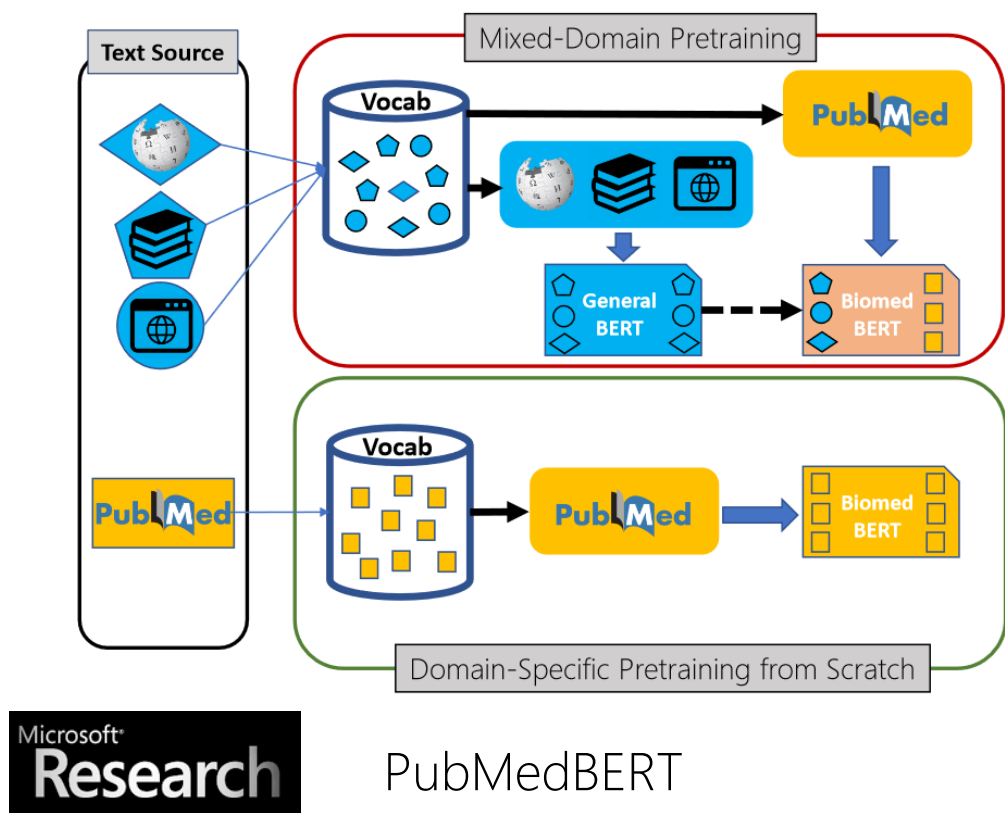 Mixed-Domain Pretraining
Text Source
Vocab
PubMed
General
BERT
Biomed
BERT
Vocab
PubMed
PubMed
Biomed
BERT
Domain-Specific Pretraining from Scratch
Microsoft®
Research
PubMedBERT